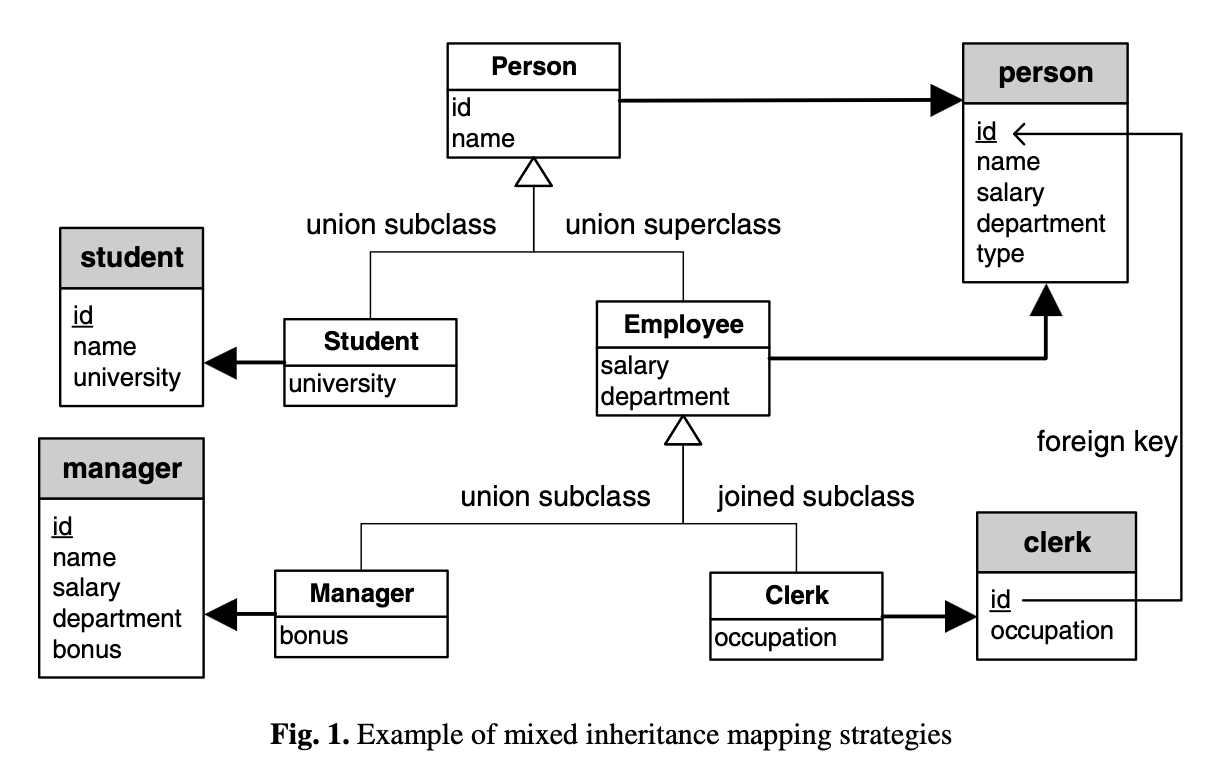 Person
id
name
person
id
name
salary
department
type
union subclass
union superclass
student
id
name
university
Student
university
Employee
salary
department
foreign key
manager
id
name
salary
department
bonus
union subclass
joined subclass
Manager
bonus
Clerk
occupation
clerk
id
occupation
Fig. 1. Example of mixed inheritance mapping strategies